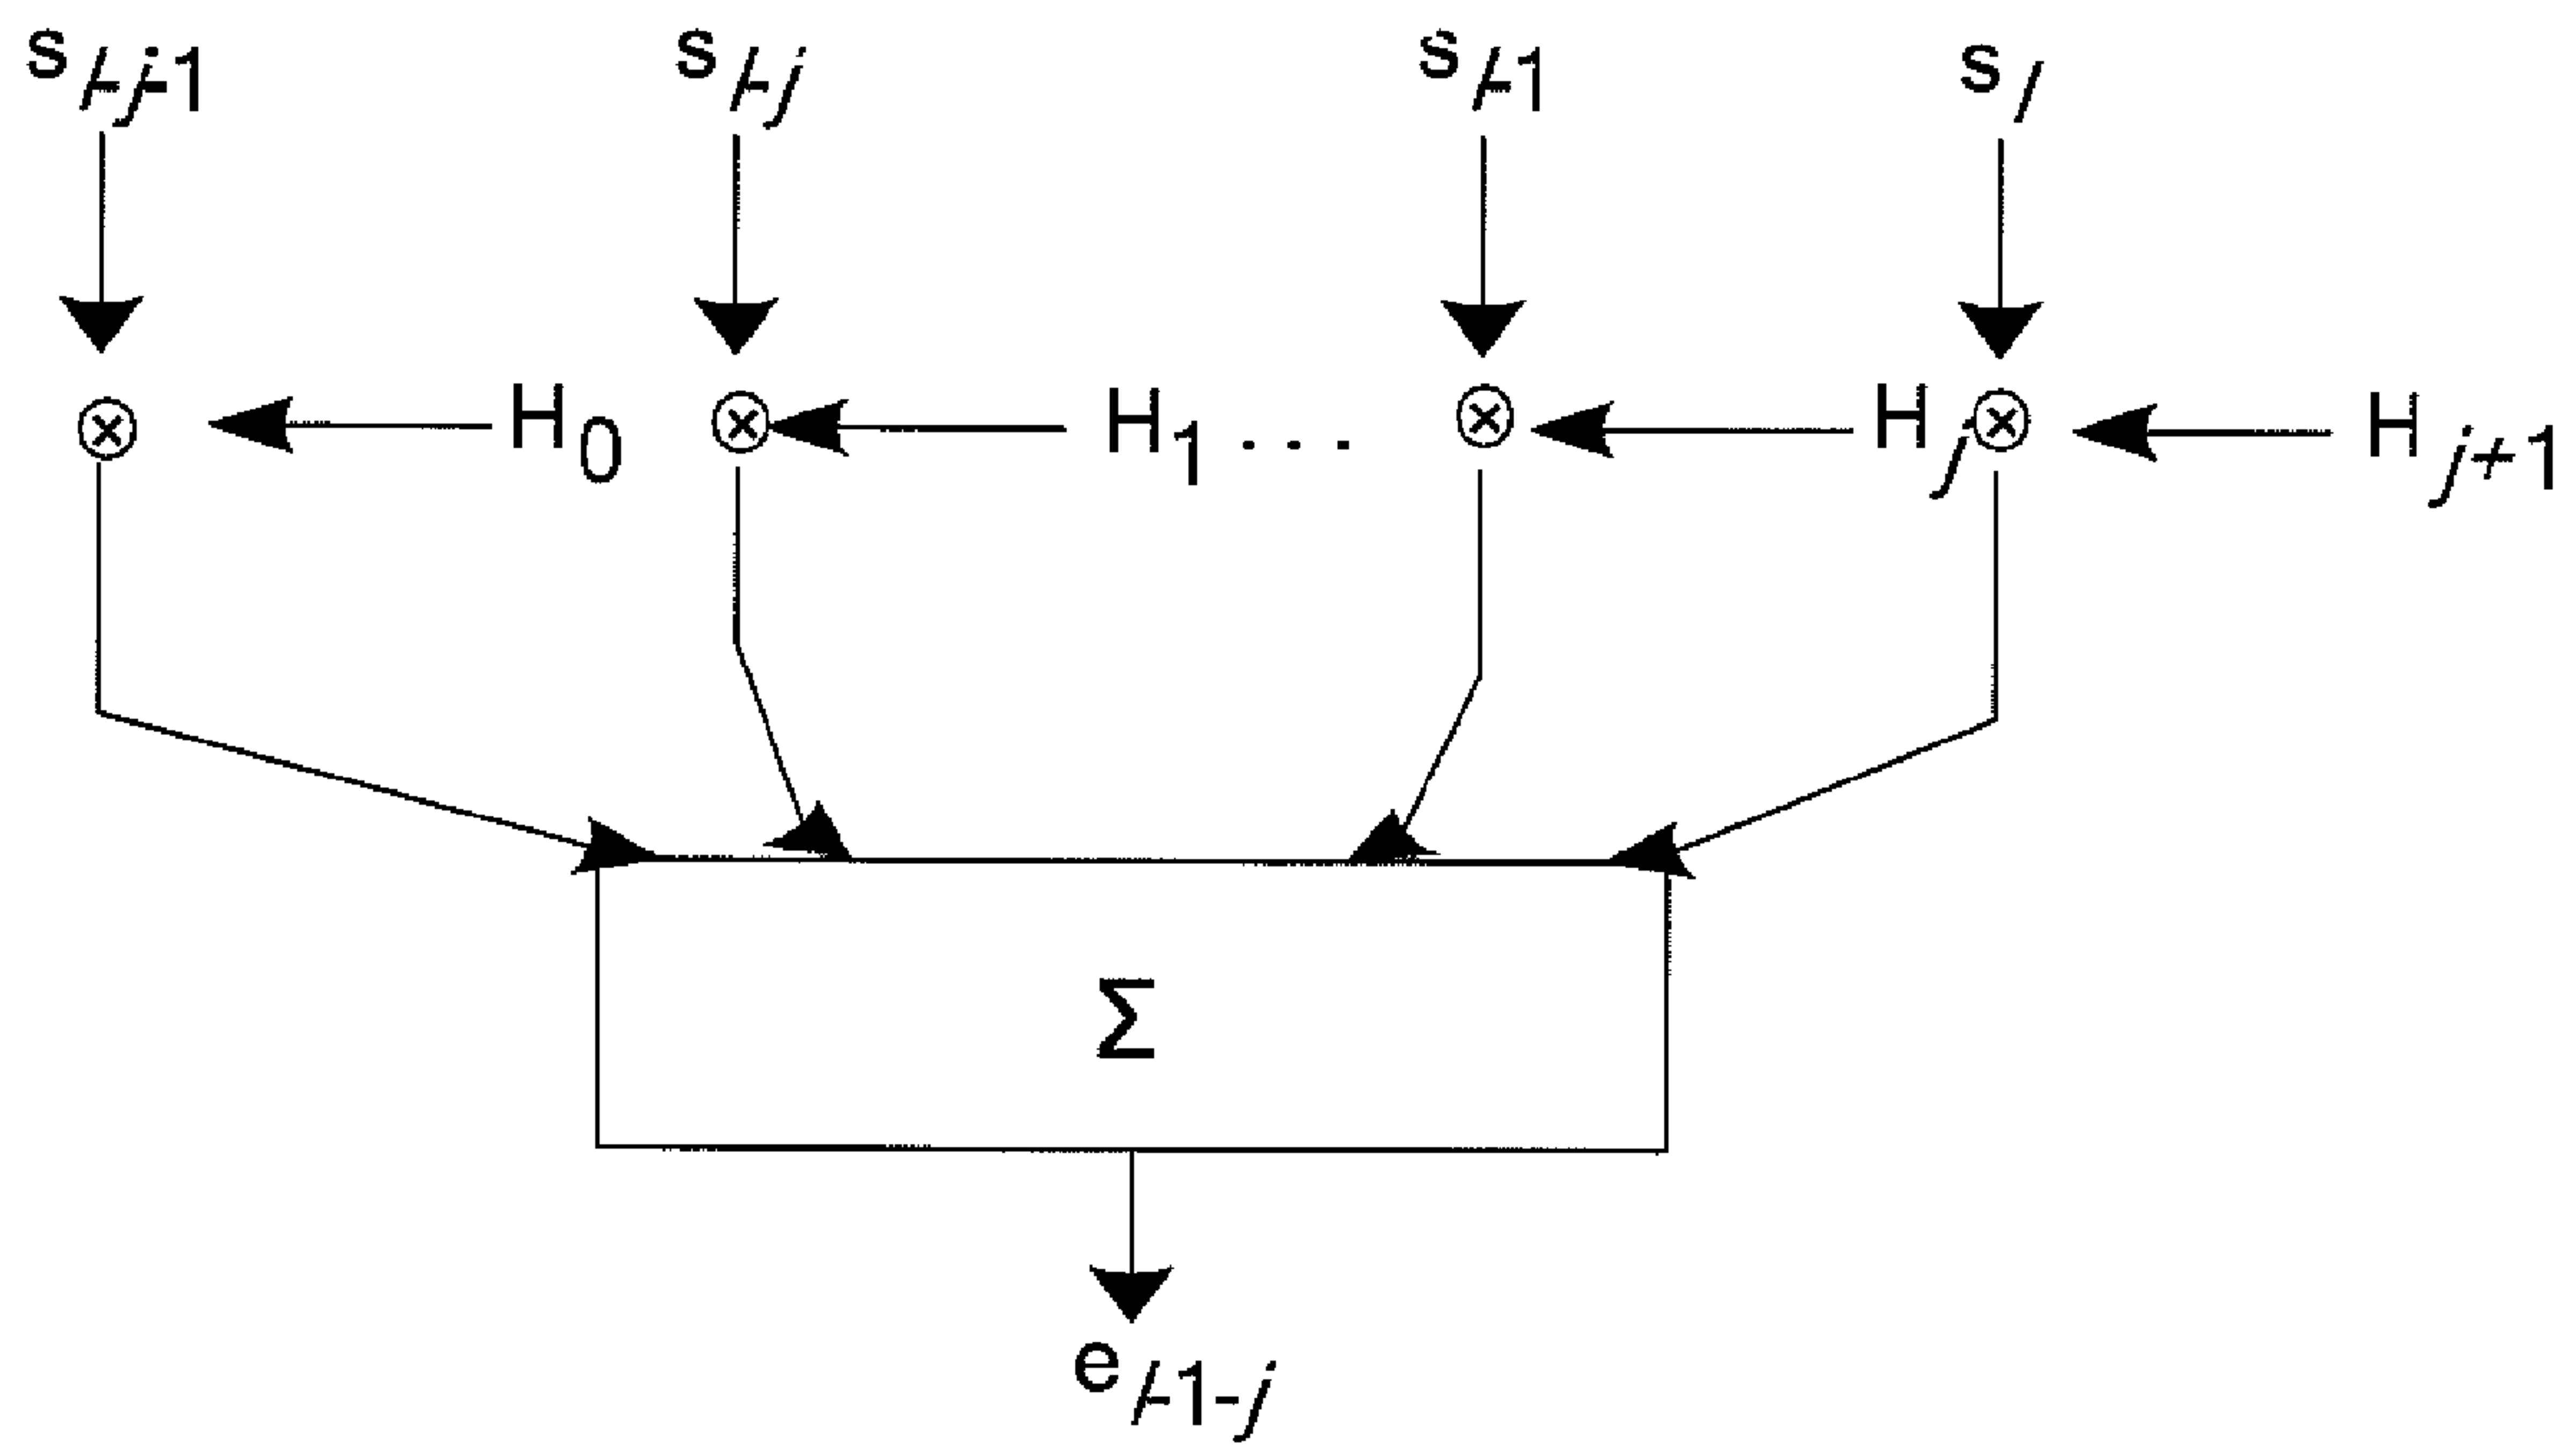 s l-j-1 s l-j s l-1 s l
⊗ H 0 ⊗ H 1 . . . ⊗ H j ⊗ H j+1
Σ
e l-1-j